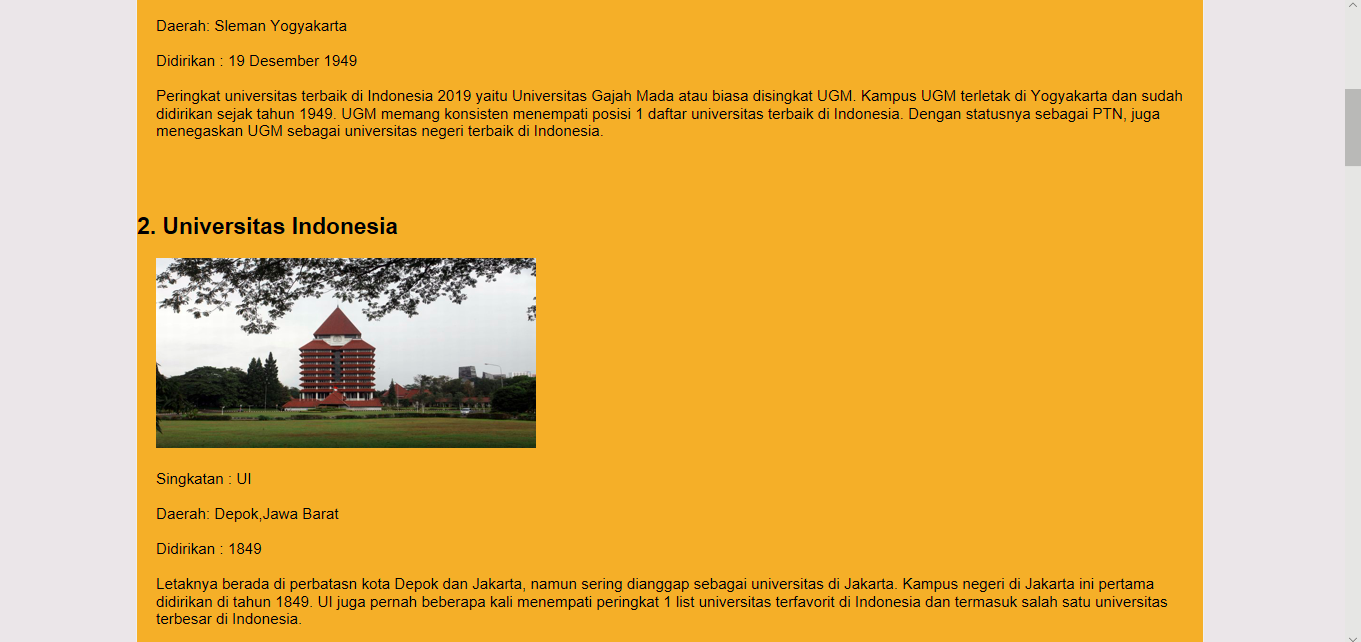 Daerah: Sleman Yogyakarta
Didirikan : 19 Desember 1949
Peringkat universitas terbaik di Indonesia 2019 yaitu Universitas Gajah Mada atau biasa disingkat UGM. Kampus UGM terletak di Yogyakarta dan sudah
didirikan sejak tahun 1949. UGM memang konsisten menempati posisi 1 daftar universitas terbaik di Indonesia. Dengan statusnya sebagai PTN, juga
menegaskan UGM sebagai universitas negeri terbaik di Indonesia.
2. Universitas Indonesia
Singkatan : UI
Daerah: Depok,Jawa Barat
Didirikan : 1849
Letaknya berada di perbatasn kota Depok dan Jakarta, namun sering dianggap sebagai universitas di Jakarta. Kampus negeri di Jakarta ini pertama
didirikan di tahun 1849. UI juga pernah beberapa kali menempati peringkat 1 list universitas terfavorit di Indonesia dan termasuk salah satu universitas
terbesar di Indonesia.